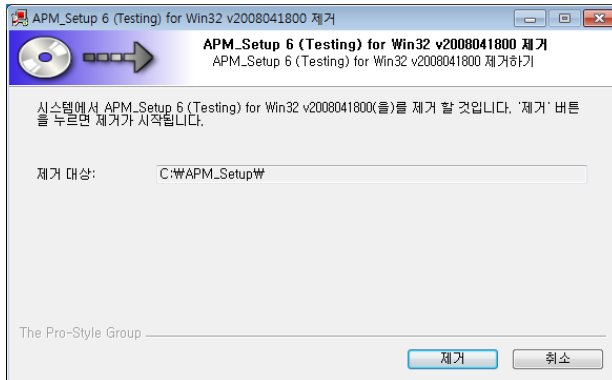 APM_Setup 6 (Testing) for Win32 v2008041800 제거
APM_Setup 6 (Testing) for Win32 v2008041800 제거
APM_Setup 6 (Testing) for Win32 v2008041800 제거하기
시스템에서 APM_Setup 6 (Testing) for Win32 v2008041800(을)를 제거 할 것입니다. '제거' 버튼
을 누르면 제거가 시작됩니다.
제거 대상: C:₩APM_Setup₩
The Pro-Style Group
제거 취소